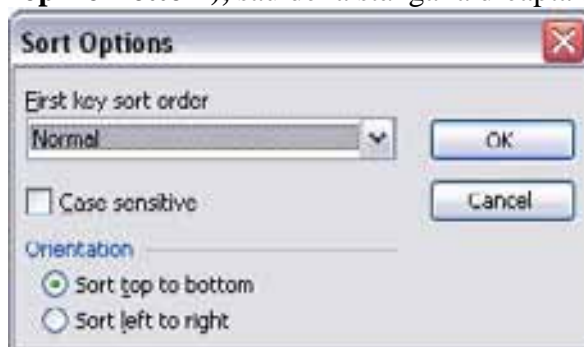 Sort Options
First key sort order
Normal
OK
Case sensitive
Cancel
Orientation
Sort top to bottom
Sort left to right